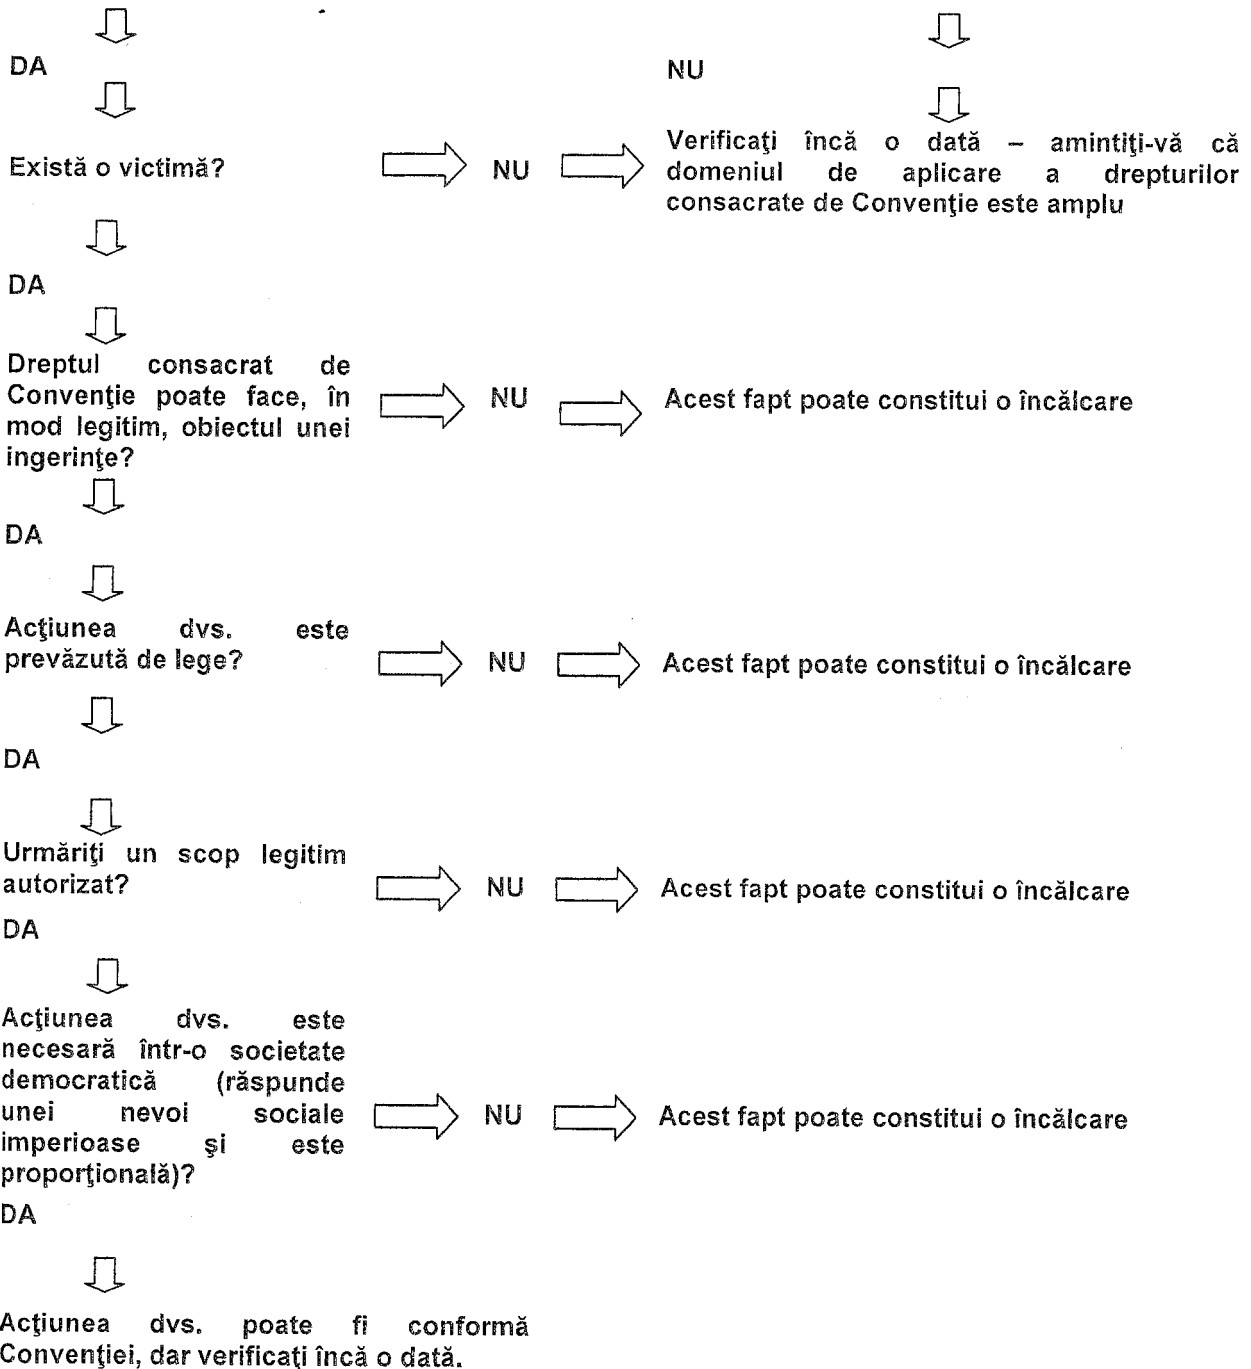 DA
NU
Există o victimă?
NU
Verificaţi încă o dată – amintiţi-vă că
domeniul de aplicare a drepturilor
consacrate de Convenţie este amplu
DA
Dreptul consacrat de
Convenţie poate face, în
mod legitim, obiectul unei
ingerinţe?
NU
Acest fapt poate constitui o încălcare
DA
Acţiunea dvs. este
prevăzută de lege?
NU
Acest fapt poate constitui o încălcare
DA
Urmăriţi un scop legitim
autorizat?
NU
Acest fapt poate constitui o încălcare
DA
Acţiunea dvs. este
necesară într-o societate
democratică (răspunde
unei nevoi sociale
imperioase şi este
proporţională)?
NU
Acest fapt poate constitui o încălcare
DA
Acţiunea dvs. poate fi conformă
Convenţiei, dar verificaţi încă o dată.